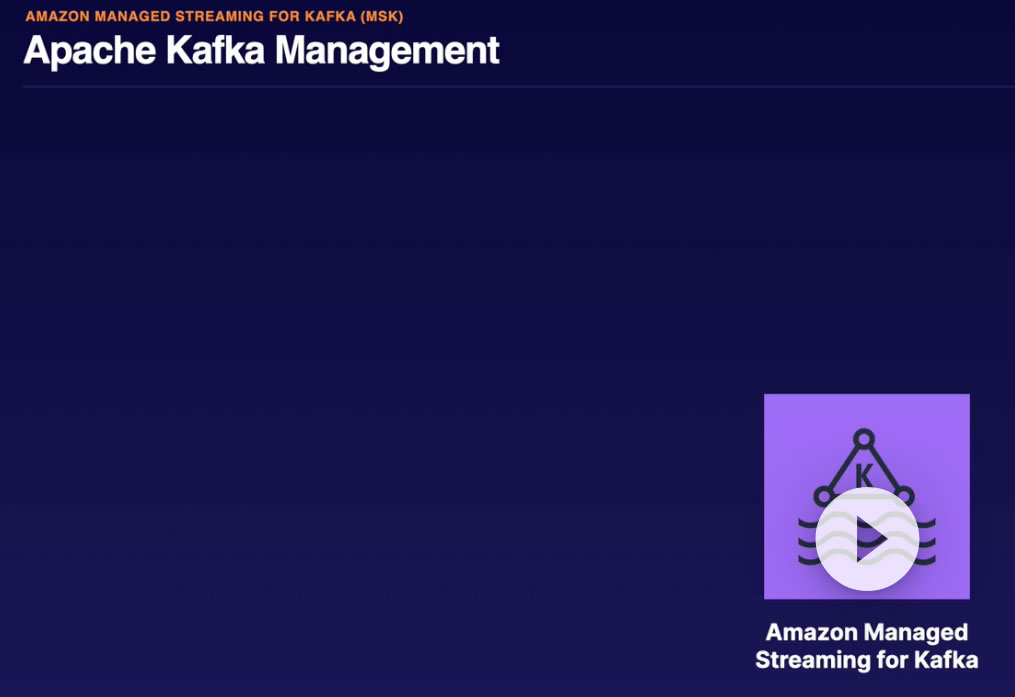 AMAZON MANAGED STREAMING FOR KAFKA (MSK)
Apache Kafka Management
K
Amazon Managed
Streaming for Kafka